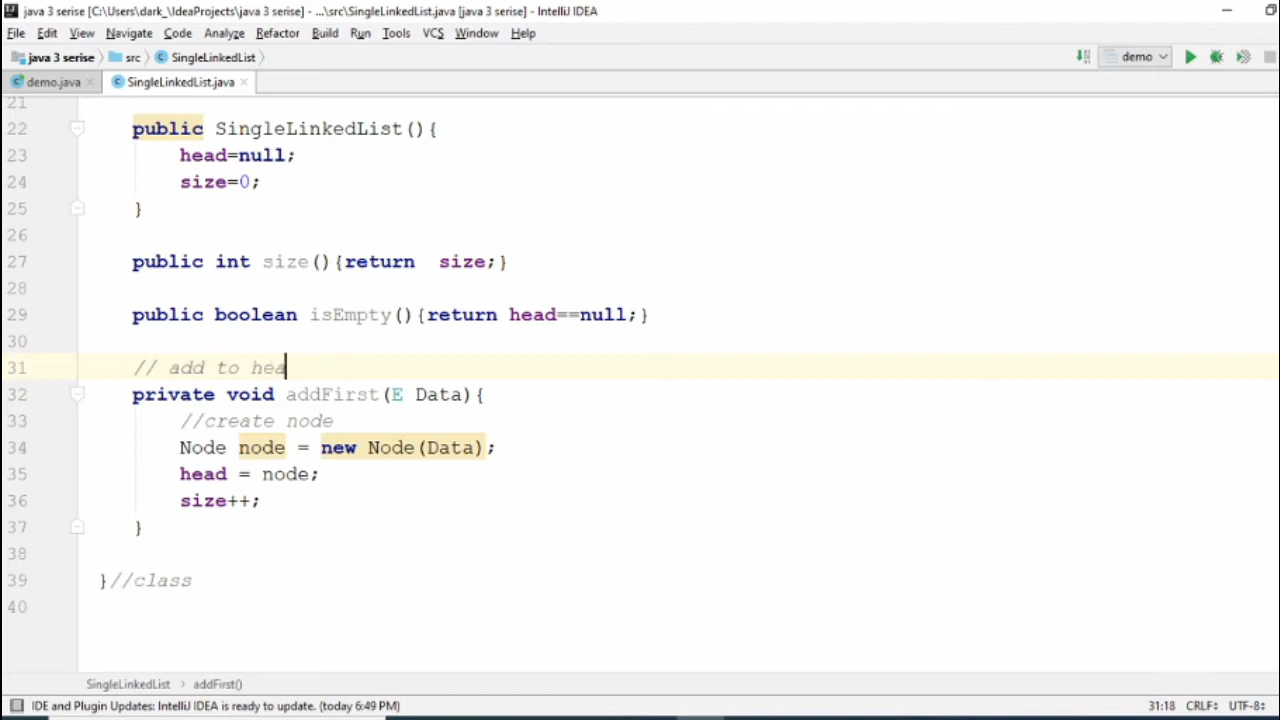 java 3 serise [C:\Users\dark_\IdeaProjects\java 3 serise] - ...\src\SingleLinkedList.java [java 3 serise] - IntelliJ IDEA
File Edit View Navigate Code Analyze Refactor Build Run Tools VCS Window Help
java 3 serise src SingleLinkedList demo
demo.java SingleLinkedList.java
21
22 public SingleLinkedList(){
23 head=null;
24 size=0;
25 }
26
27 public int size(){return  size;}
28
29 public boolean isEmpty(){return head==null;}
30
31 // add to hea
32 private void addFirst(E Data){
33 //create node
34 Node node = new Node(Data);
35 head = node;
36 size++;
37 }
38
39 }//class
40
SingleLinkedList › addFirst()
IDE and Plugin Updates: IntelliJ IDEA is ready to update. (today 6:49 PM) 31:18 CRLF UTF-8